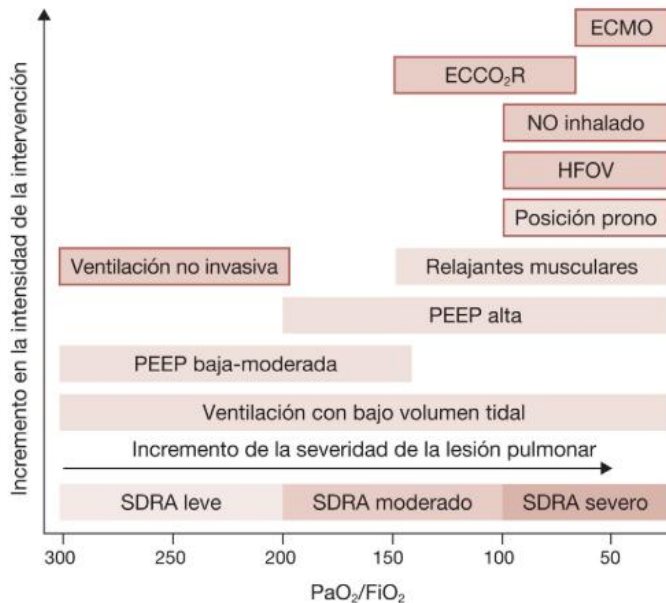 Incremento en la intensidad de la intervención
ECMO
ECCO₂R
NO inhalado
HFOV
Posición prono
Ventilación no invasiva
Relajantes musculares
PEEP alta
PEEP baja-moderada
Ventilación con bajo volumen tidal
Incremento de la severidad de la lesión pulmonar
SDRA leve
SDRA moderado
SDRA severo
300
250
200
150
100
50
PaO₂/FiO₂